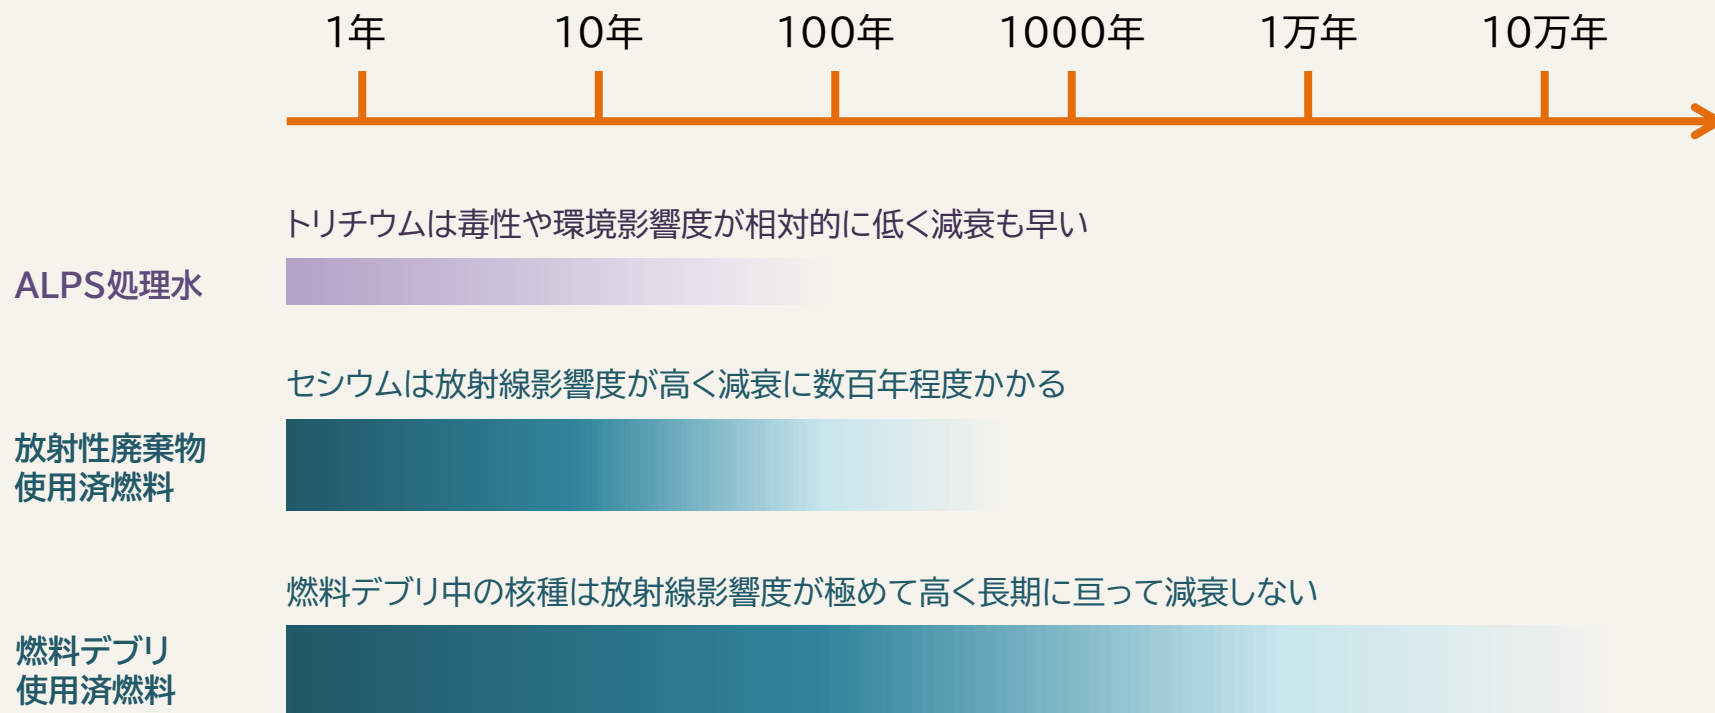 1年 10年 100年 1000年 1万年 10万年
トリチウムは毒性や環境影響度が相対的に低く減衰も早い
ALPS処理水
セシウムは放射線影響度が高く減衰に数百年程度かかる
放射性廃棄物
使用済燃料
燃料デブリ中の核種は放射線影響度が極めて高く長期に亘って減衰しない
燃料デブリ
使用済燃料